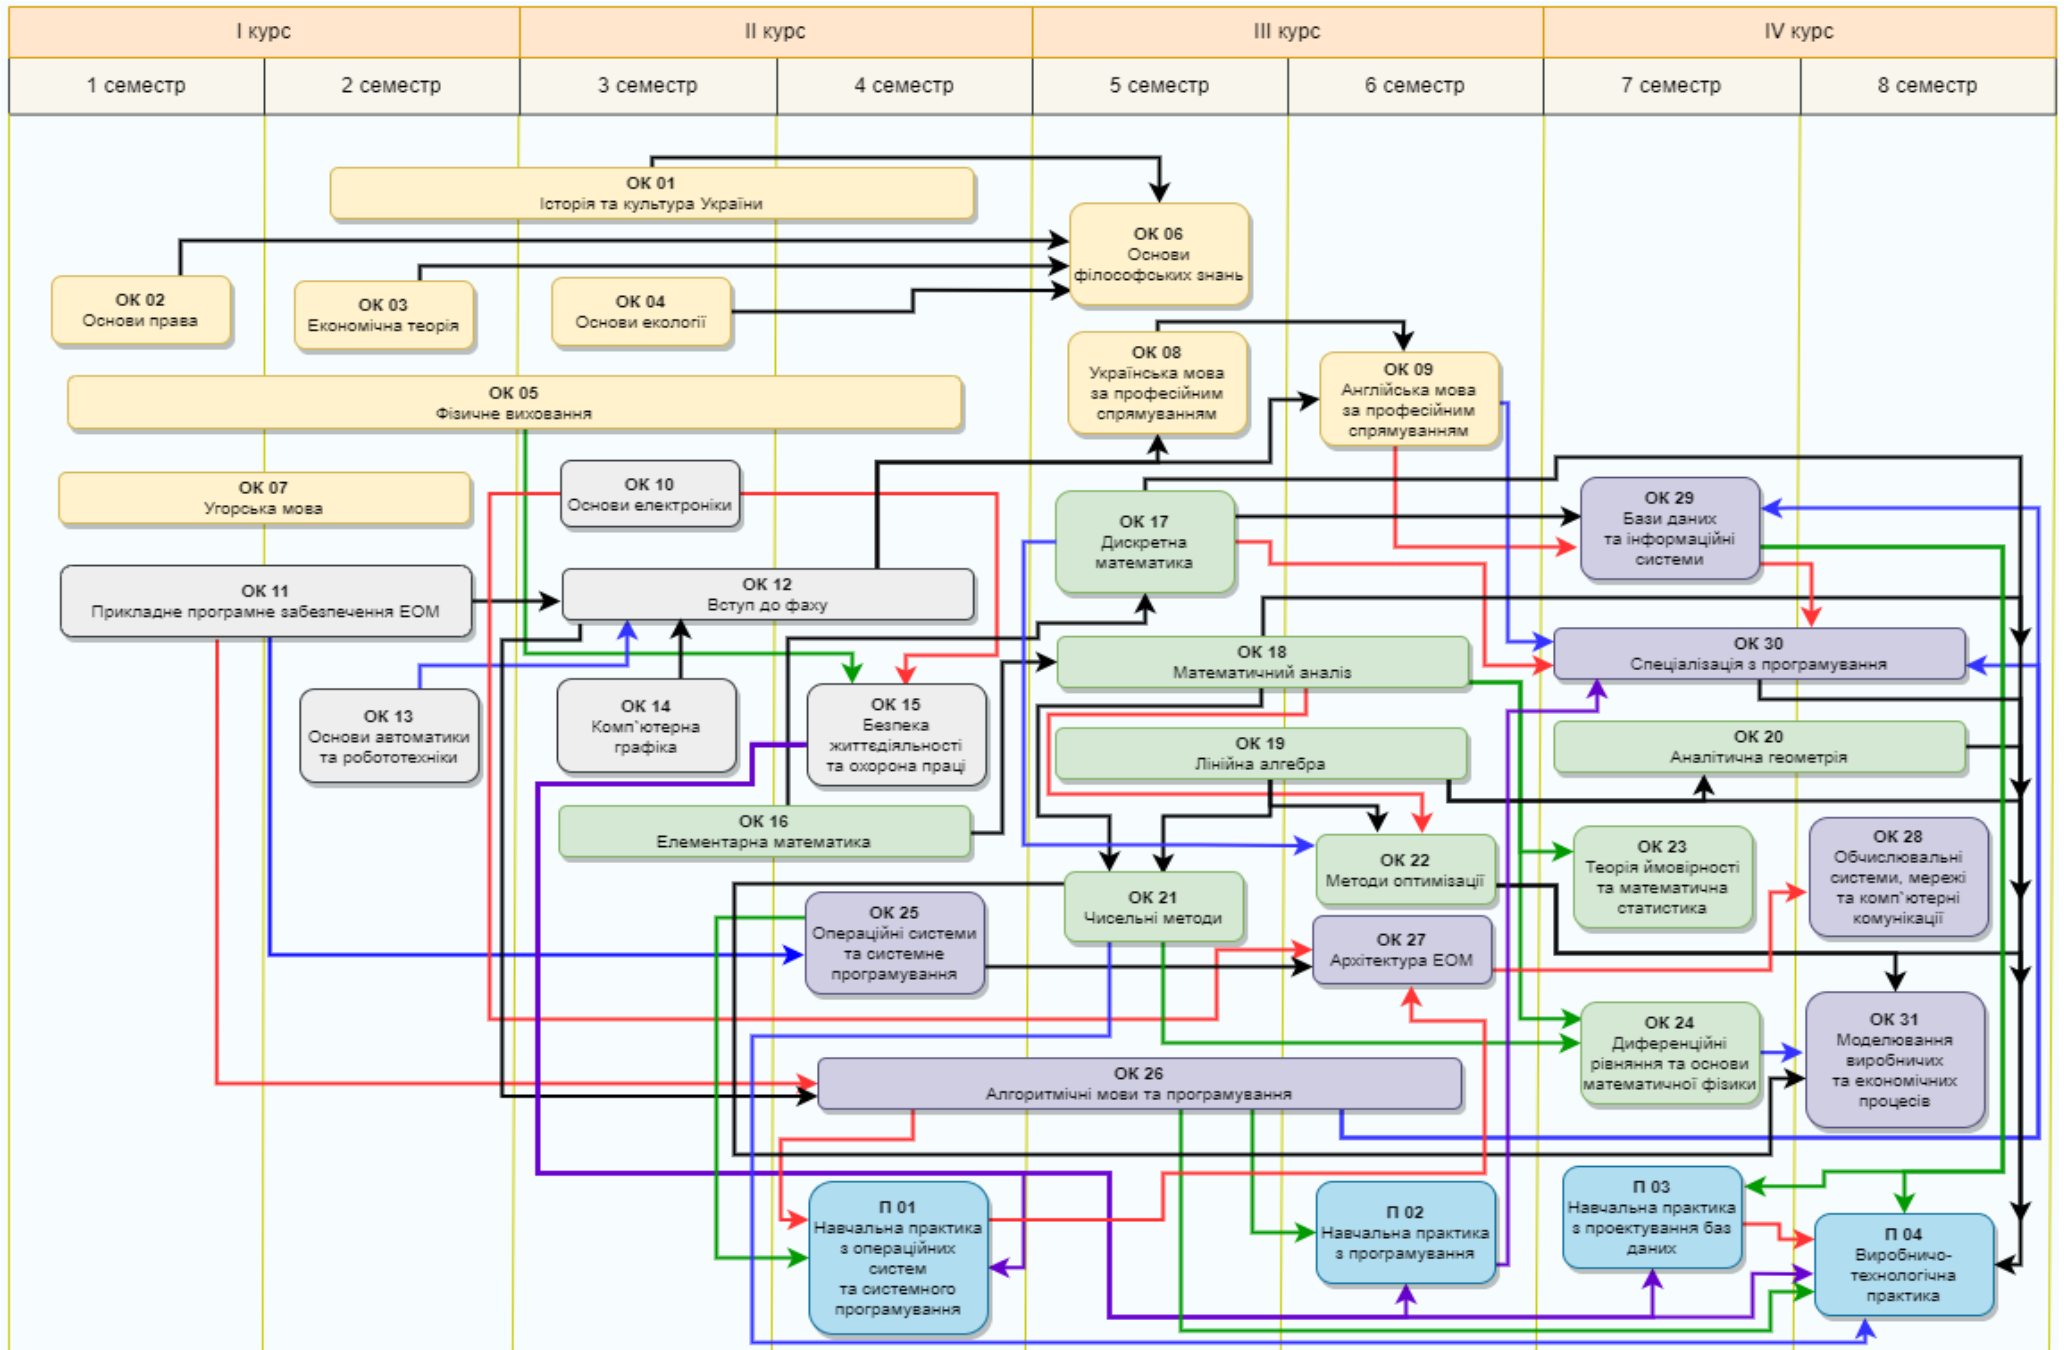 І курс
ІІ курс
ІІІ курс
IV курс
1 семестр
2 семестр
3 семестр
4 семестр
5 семестр
6 семестр
7 семестр
8 семестр
ОК 01
Історія та культура України
ОК 06
Основи
філософських знань
ОК 02
Основи права
ОК 03
Економічна теорія
ОК 04
Основи екології
ОК 08
Українська мова
за професійним
спрямуванням
ОК 09
Англійська мова
за професійним
спрямуванням
ОК 05
Фізичне виховання
ОК 07
Угорська мова
ОК 10
Основи електроніки
ОК 17
Дискретна
математика
ОК 29
Бази даних
та інформаційні
системи
ОК 11
Прикладне програмне забезпечення ЕОМ
ОК 12
Вступ до фаху
ОК 18
Математичний аналіз
ОК 30
Спеціалізація з програмування
ОК 13
Основи автоматики
та робототехніки
ОК 14
Комп`ютерна
графіка
ОК 15
Безпека
життєдіяльності
та охорона праці
ОК 19
Лінійна алгебра
ОК 20
Аналітична геометрія
ОК 16
Елементарна математика
ОК 22
Методи оптимізації
ОК 23
Теорія ймовірності
та математична
статистика
ОК 28
Обчислювальні
системи, мережі
та комп`ютерні
комунікації
ОК 21
Чисельні методи
ОК 25
Операційні системи
та системне
програмування
ОК 27
Архітектура ЕОМ
ОК 24
Диференційні
рівняння та основи
математичної фізики
ОК 31
Моделювання
виробничих
та економічних
процесів
ОК 26
Алгоритмічні мови та програмування
П 01
Навчальна практика
з операційних
систем
та системного
програмування
П 02
Навчальна практика
з програмування
П 03
Навчальна практика
з проектування баз
даних
П 04
Виробничо-
технологічна
практика